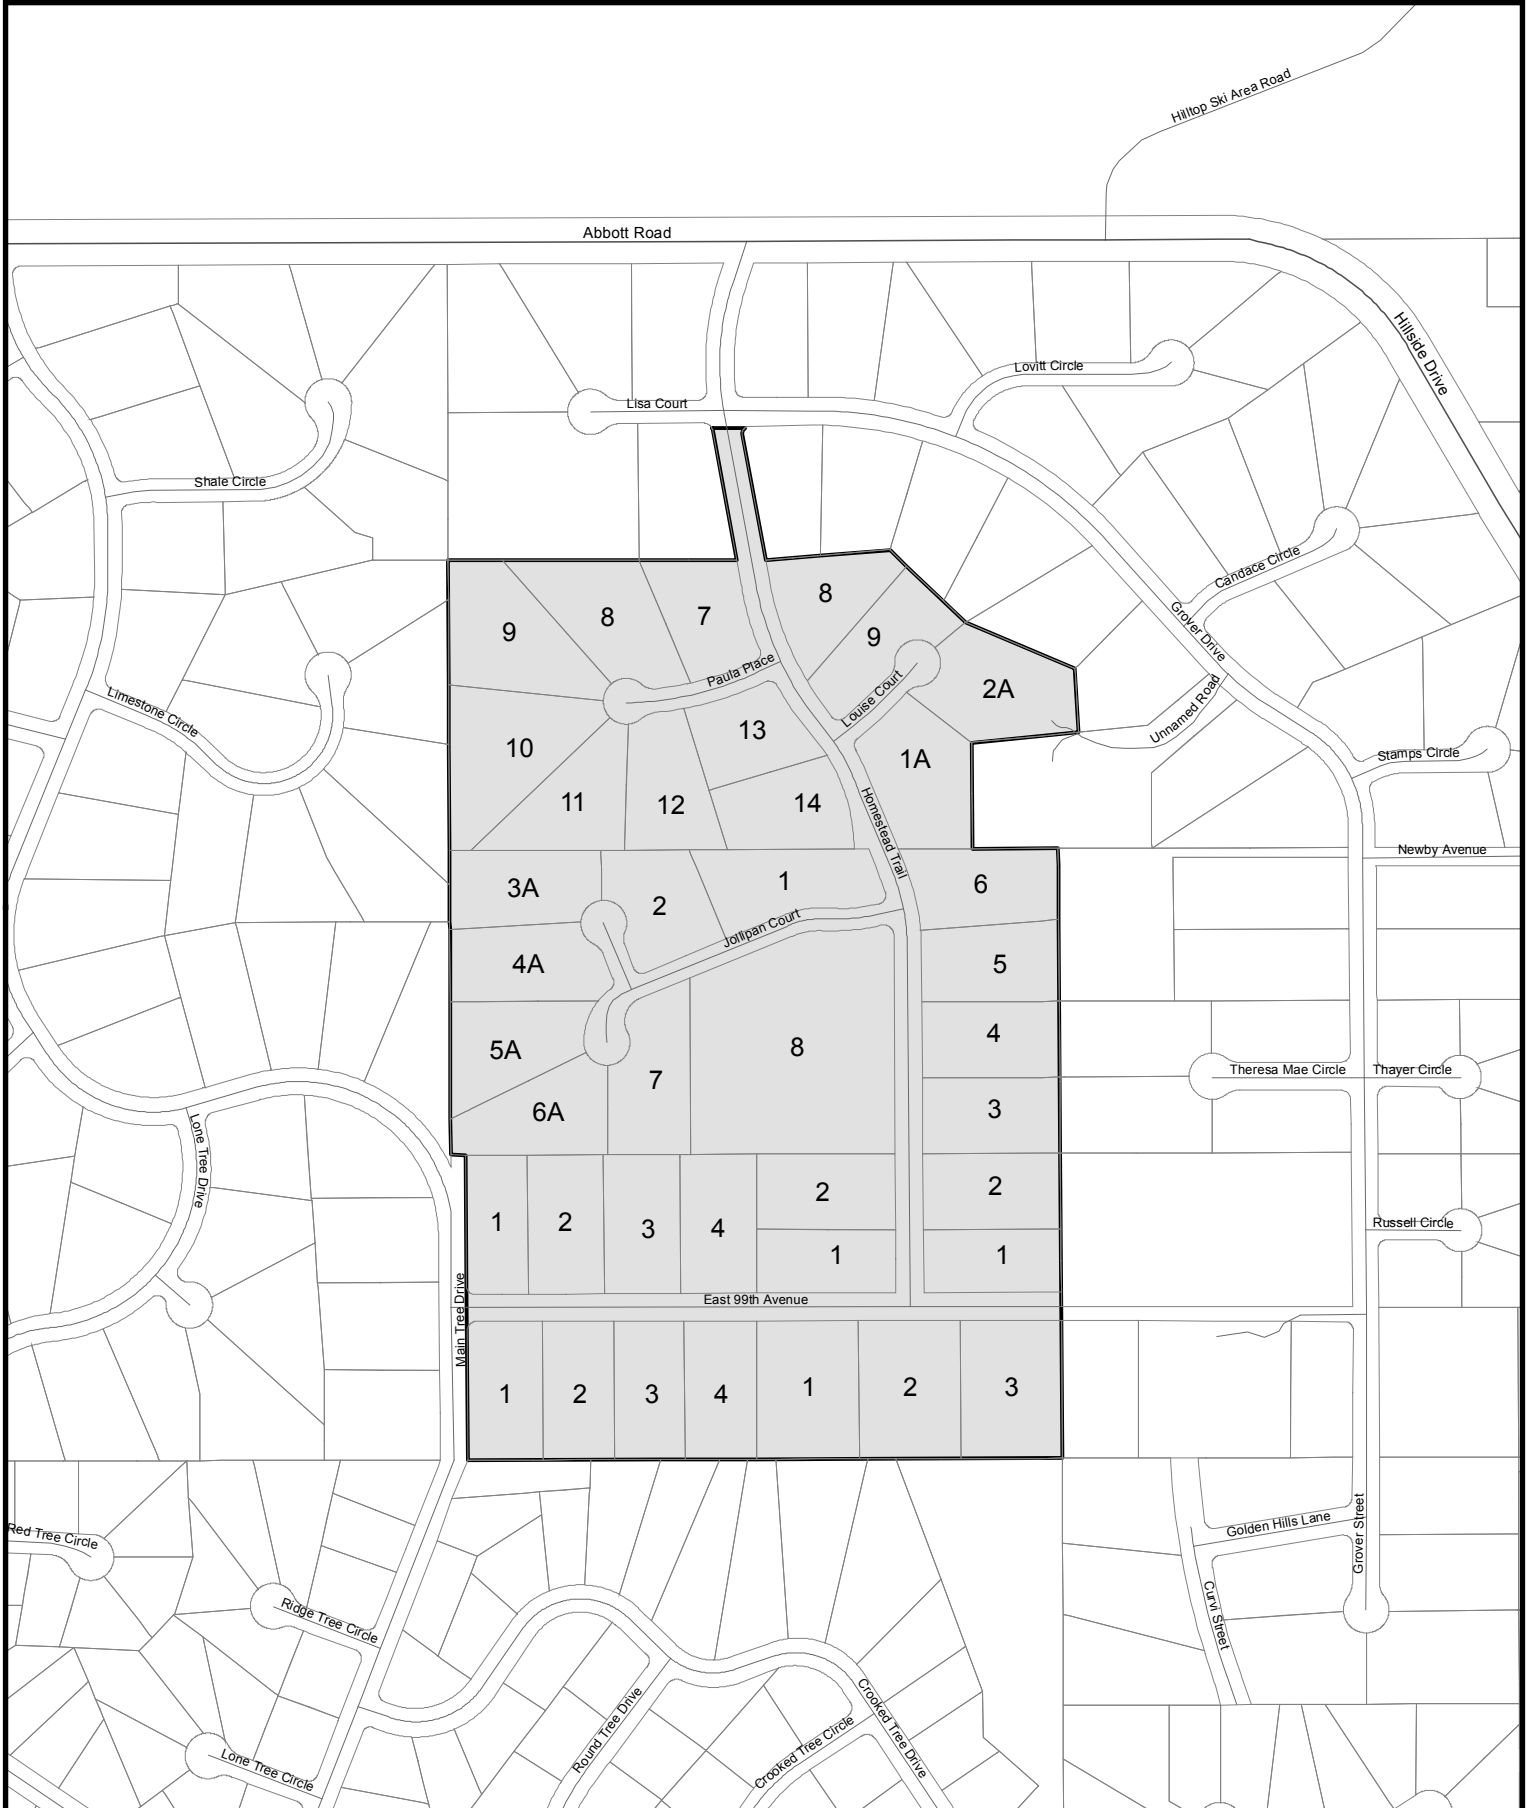 Hilltop Ski Area Road
Abbott Road
Hillside Drive
Lovitt Circle
Lisa Court
Shale Circle
Candace Circle
8
9
8
7
9
Grover Drive
Paula Place
Louise Court
2A
Limestone Circle
Unnamed Road
13
10
1A
Stamps Circle
11
12
14
Homestead Trail
Newby Avenue
3A
2
1
6
Jollipan Court
4A
5
5A
8
4
7
Theresa Mae Circle
Thayer Circle
6A
3
Lone Tree Drive
1
2
3
4
2
2
Russell Circle
1
1
East 99th Avenue
Main Tree Drive
1
2
3
4
1
2
3
Red Tree Circle
Golden Hills Lane
Grover Street
Ridge Tree Circle
Curvi Street
Round Tree Drive
Crooked Tree Drive
Crooked Tree Circle
Lone Tree Circle